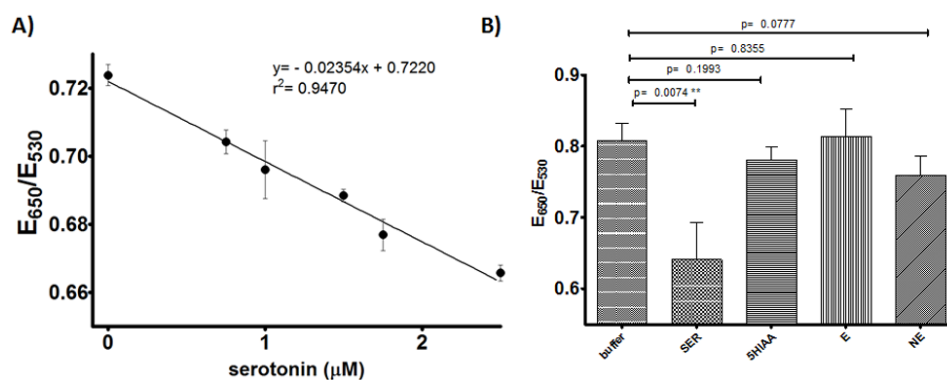 A)
y= - 0.02354x + 0.7220
r²= 0.9470
0.72
0.70
0.68
0.66
E650/E530
0
1
2
serotonin (μM)
B)
p= 0.0777
p= 0.8355
p= 0.1993
p= 0.0074 **
0.9
0.8
0.7
0.6
E650/E530
buffer
SER
5HIAA
E
NE